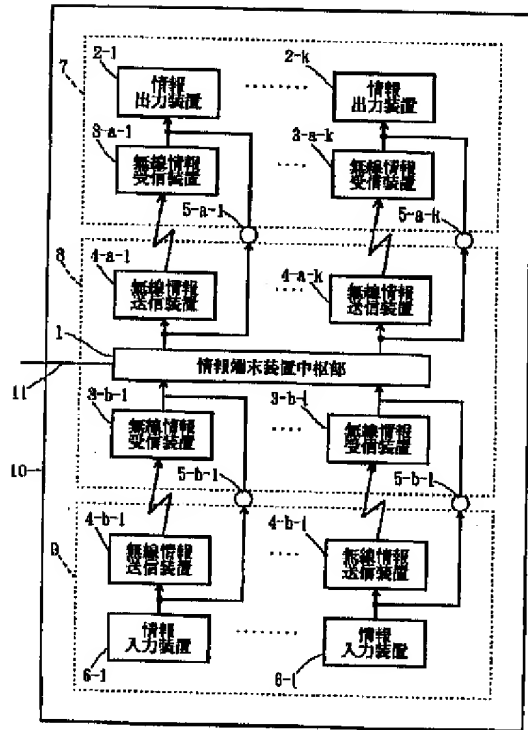 7
2-1
情報
出力装置
........
2-k
情報
出力装置
3-a-1
無線情報
受信装置
....
3-a-k
無線情報
受信装置
5-a-1
5-a-k
8
4-a-1
無線情報
送信装置
....
4-a-k
無線情報
送信装置
1
情報端末装置中枢部
11
3-b-1
無線情報
受信装置
....
3-b-l
無線情報
受信装置
10
5-b-1
5-b-l
9
4-b-1
無線情報
送信装置
....
4-b-l
無線情報
送信装置
情報
入力装置
........
情報
入力装置
6-1
6-l